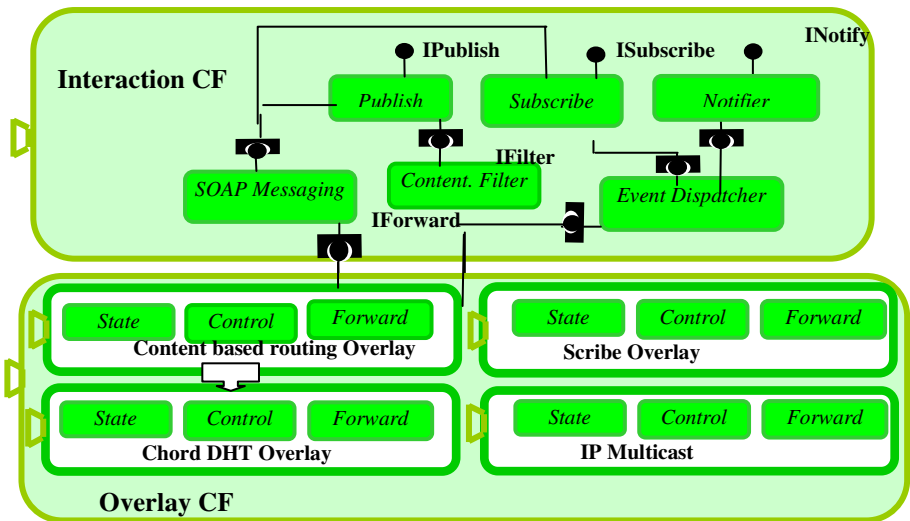 INotify
IPublish
ISubscribe
Interaction CF
Publish
Subscribe
Notifier
IFilter
SOAP Messaging
Content. Filter
Event Dispatcher
IForward
State
Control
Forward
Content based routing Overlay
State
Control
Forward
Scribe Overlay
State
Control
Forward
Chord DHT Overlay
State
Control
Forward
IP Multicast
Overlay CF